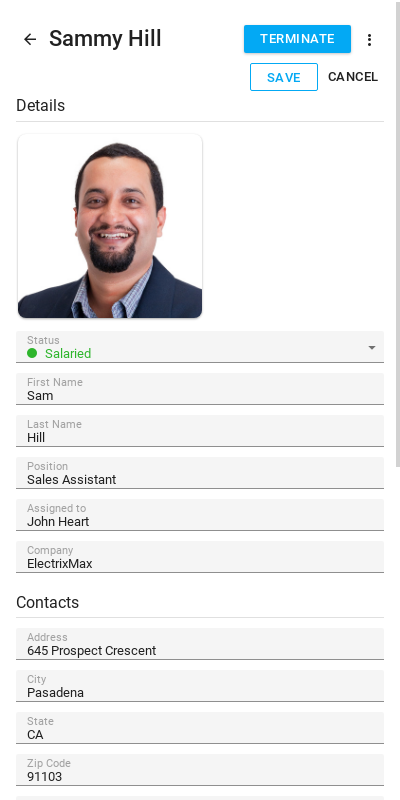 Sammy Hill
TERMINATE
SAVE
CANCEL
Details
Status
Salaried
First Name
Sam
Last Name
Hill
Position
Sales Assistant
Assigned to
John Heart
Company
ElectrixMax
Contacts
Address
645 Prospect Crescent
City
Pasadena
State
CA
Zip Code
91103